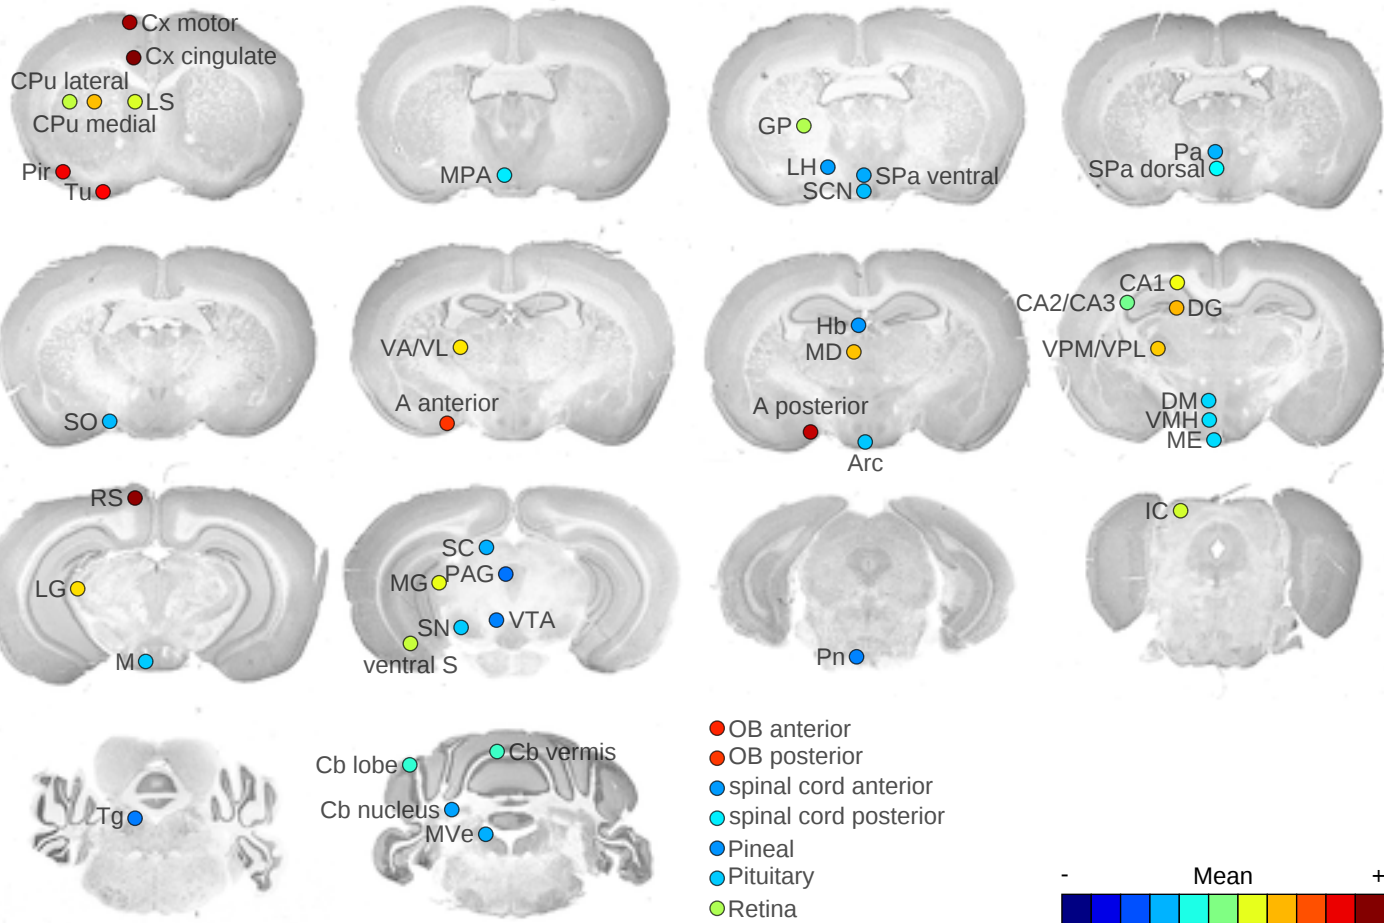 Cx motor
Cx cingulate
CPu lateral
LS
CPu medial
Pir
Tu
MPA
GP
LH
SPa ventral
SCN
Pa
SPa dorsal
SO
VA/VL
A anterior
Hb
MD
A posterior
Arc
CA1
CA2/CA3
DG
VPM/VPL
DM
VMH
ME
RS
LG
M
SC
MG
PAG
SN
VTA
ventral S
Pn
IC
Tg
Cb lobe
Cb vermis
Cb nucleus
MVe
OB anterior
OB posterior
spinal cord anterior
spinal cord posterior
Pineal
Pituitary
Retina
- Mean +